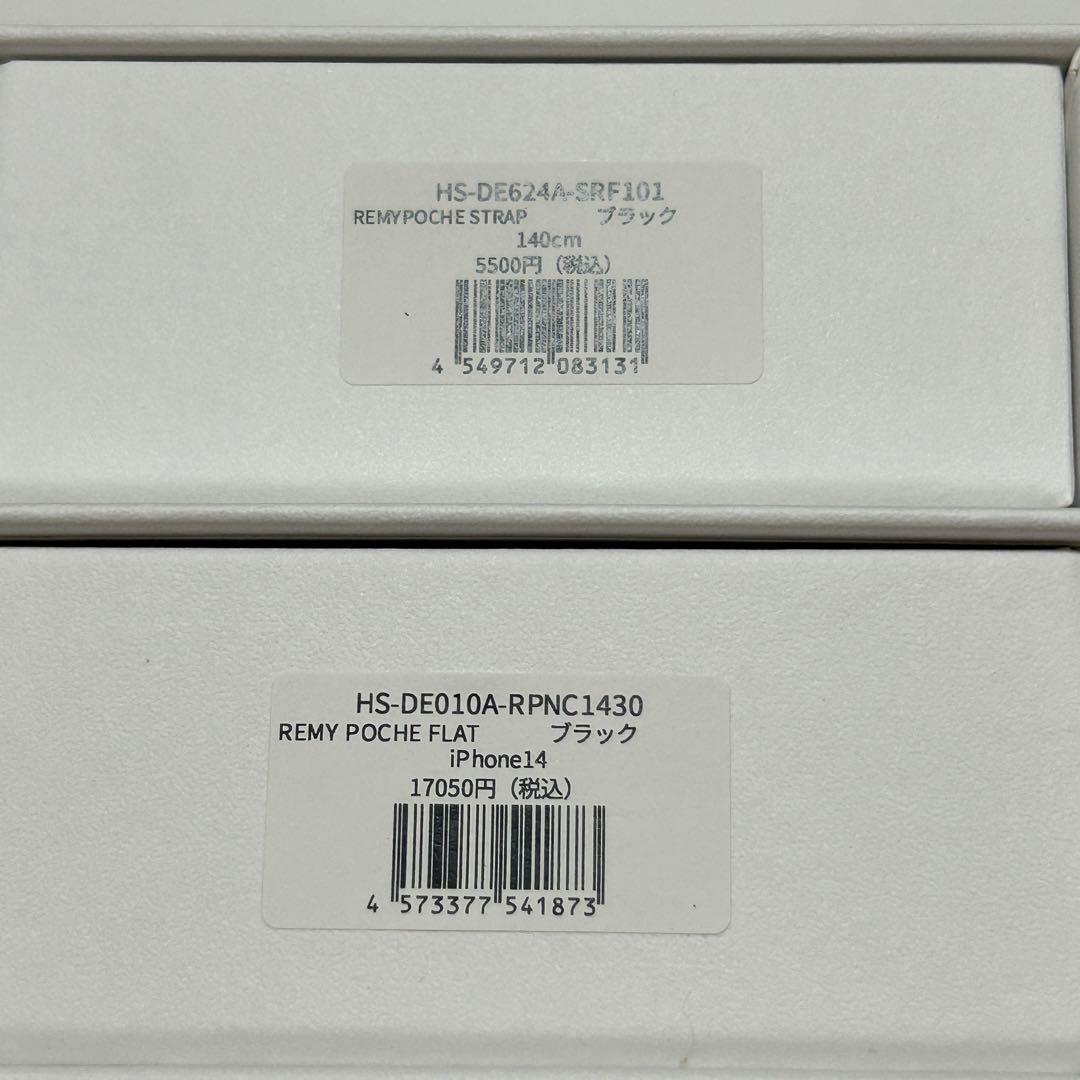 HS-DE624A-SRF101
REMYPOCHE STRAP ブラック
140cm
5500円（税込）
4 549712 083131
HS-DE010A-RPNC1430
REMY POCHE FLAT ブラック
iPhone14
17050円（税込）
4 573377 541873